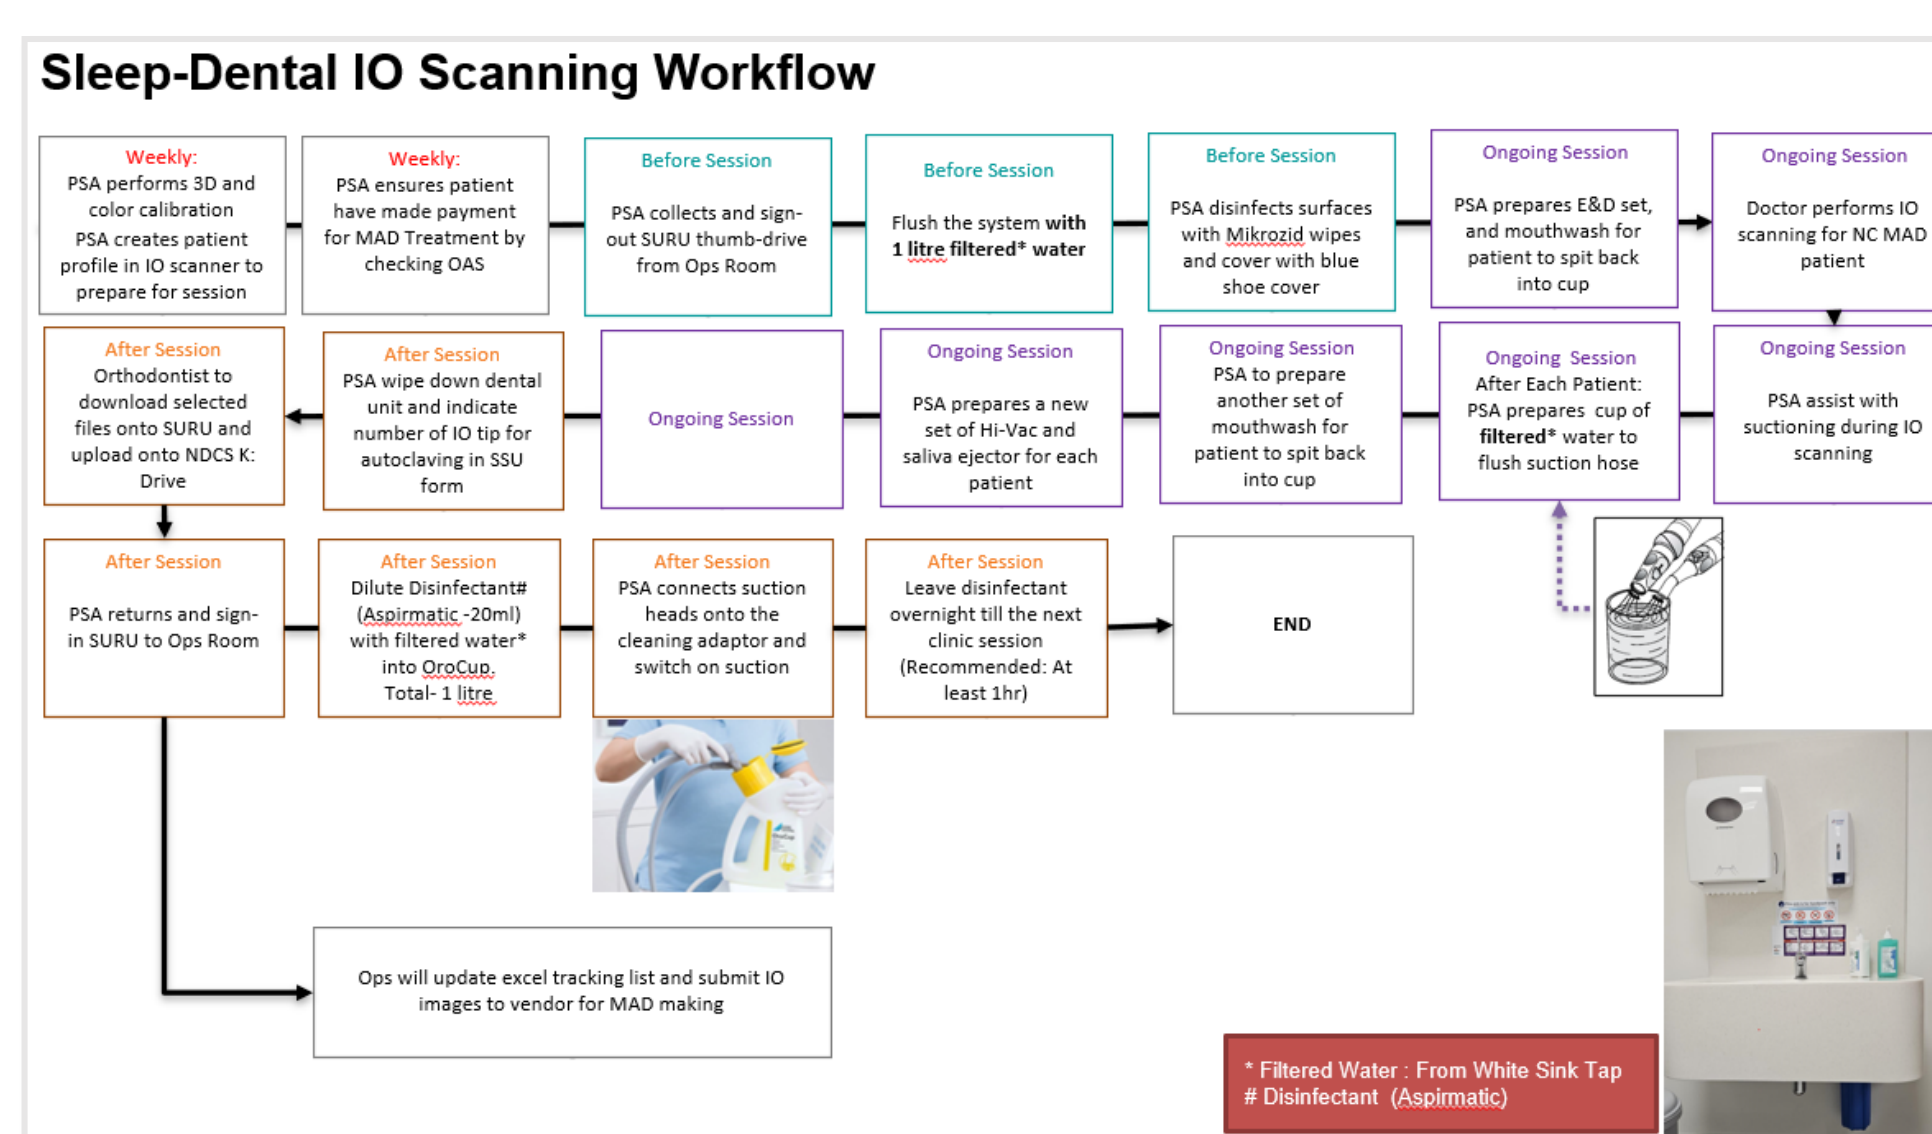 Sleep-Dental IO Scanning Workflow
Weekly:
PSA performs 3D and
color calibration
PSA creates patient
profile in IO scanner to
prepare for session
Weekly:
PSA ensures patient
have made payment
for MAD Treatment by
checking OAS
Before Session
PSA collects and sign-
out SURU thumb-drive
from Ops Room
Before Session
Flush the system with
1 litre filtered* water
Before Session
PSA disinfects surfaces
with Mikrozid wipes
and cover with blue
shoe cover
Ongoing Session
PSA prepares E&D set,
and mouthwash for
patient to spit back
into cup
Ongoing Session
Doctor performs IO
scanning for NC MAD
patient
Ongoing Session
PSA assist with
suctioning during IO
scanning
Ongoing Session
After Each Patient:
PSA prepares cup of
filtered* water to
flush suction hose
Ongoing Session
PSA to prepare
another set of
mouthwash for
patient to spit back
into cup
Ongoing Session
PSA prepares a new
set of Hi-Vac and
saliva ejector for each
patient
Ongoing Session
After Session
PSA wipe down dental
unit and indicate
number of IO tip for
autoclaving in SSU
form
After Session
Orthodontist to
download selected
files onto SURU and
upload onto NDCS K:
Drive
After Session
PSA returns and sign-
in SURU to Ops Room
After Session
Dilute Disinfectant#
(Aspirmatic -20ml)
with filtered water*
into OroCup.
Total- 1 litre
After Session
PSA connects suction
heads onto the
cleaning adaptor and
switch on suction
After Session
Leave disinfectant
overnight till the next
clinic session
(Recommended: At
least 1hr)
END
Ops will update excel tracking list and submit IO
images to vendor for MAD making
* Filtered Water : From White Sink Tap
# Disinfectant (Aspirmatic)